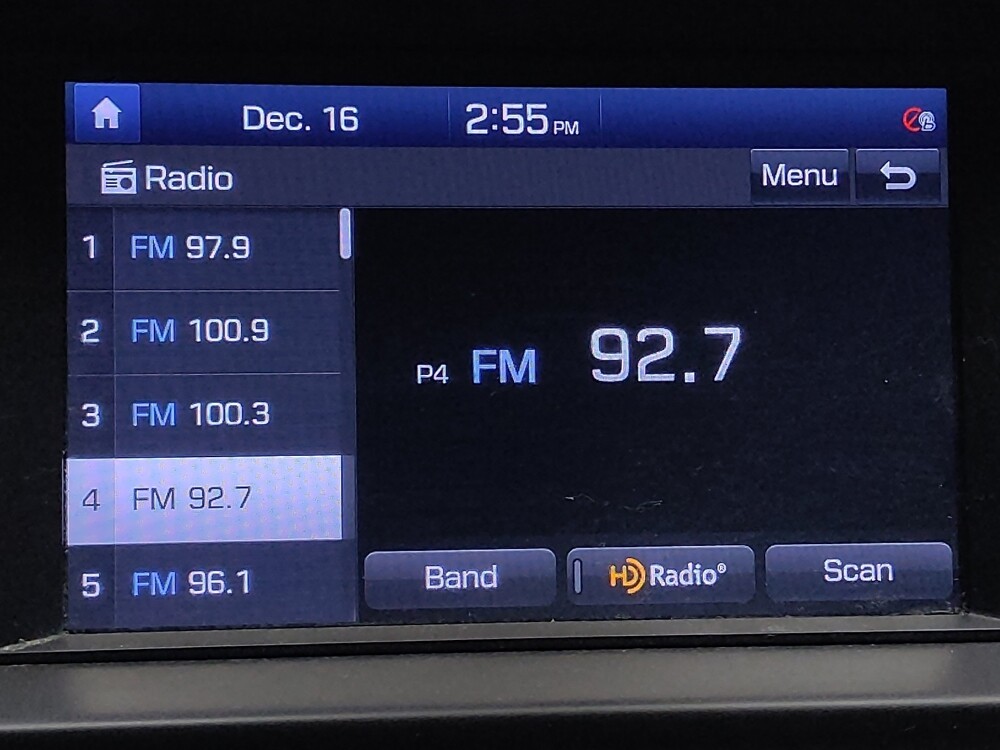 Dec. 16 2:55 PM
Radio Menu
1 FM 97.9
2 FM 100.9
3 FM 100.3
4 FM 92.7
5 FM 96.1
P4 FM 92.7
Band HD Radio® Scan